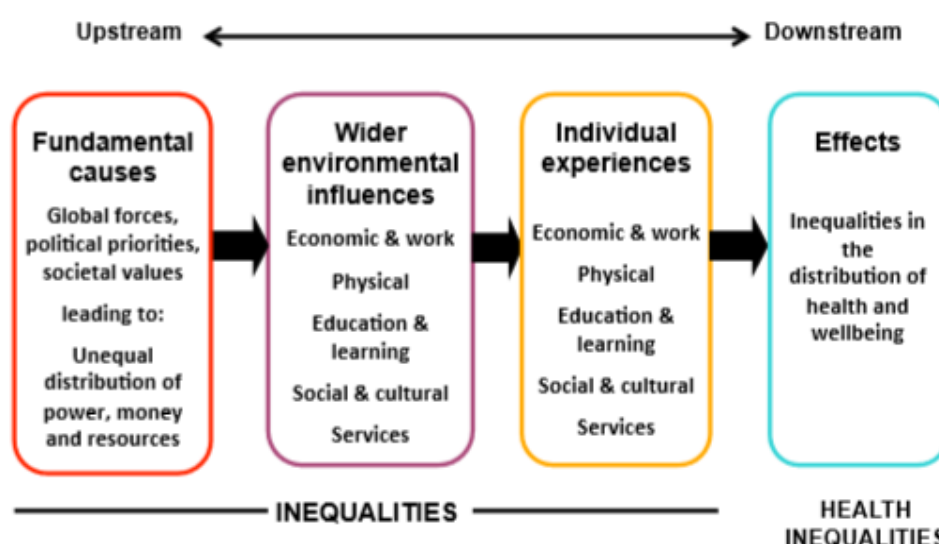 Upstream
Downstream
Fundamental
causes
Global forces,
political priorities,
societal values
leading to:
Unequal
distribution of
power, money
and resources
Wider
environmental
influences
Economic & work
Physical
Education &
learning
Social & cultural
Services
Individual
experiences
Economic & work
Physical
Education &
learning
Social & cultural
Services
Effects
Inequalities in
the
distribution of
health and
wellbeing
INEQUALITIES
HEALTH
INEQUALITIES